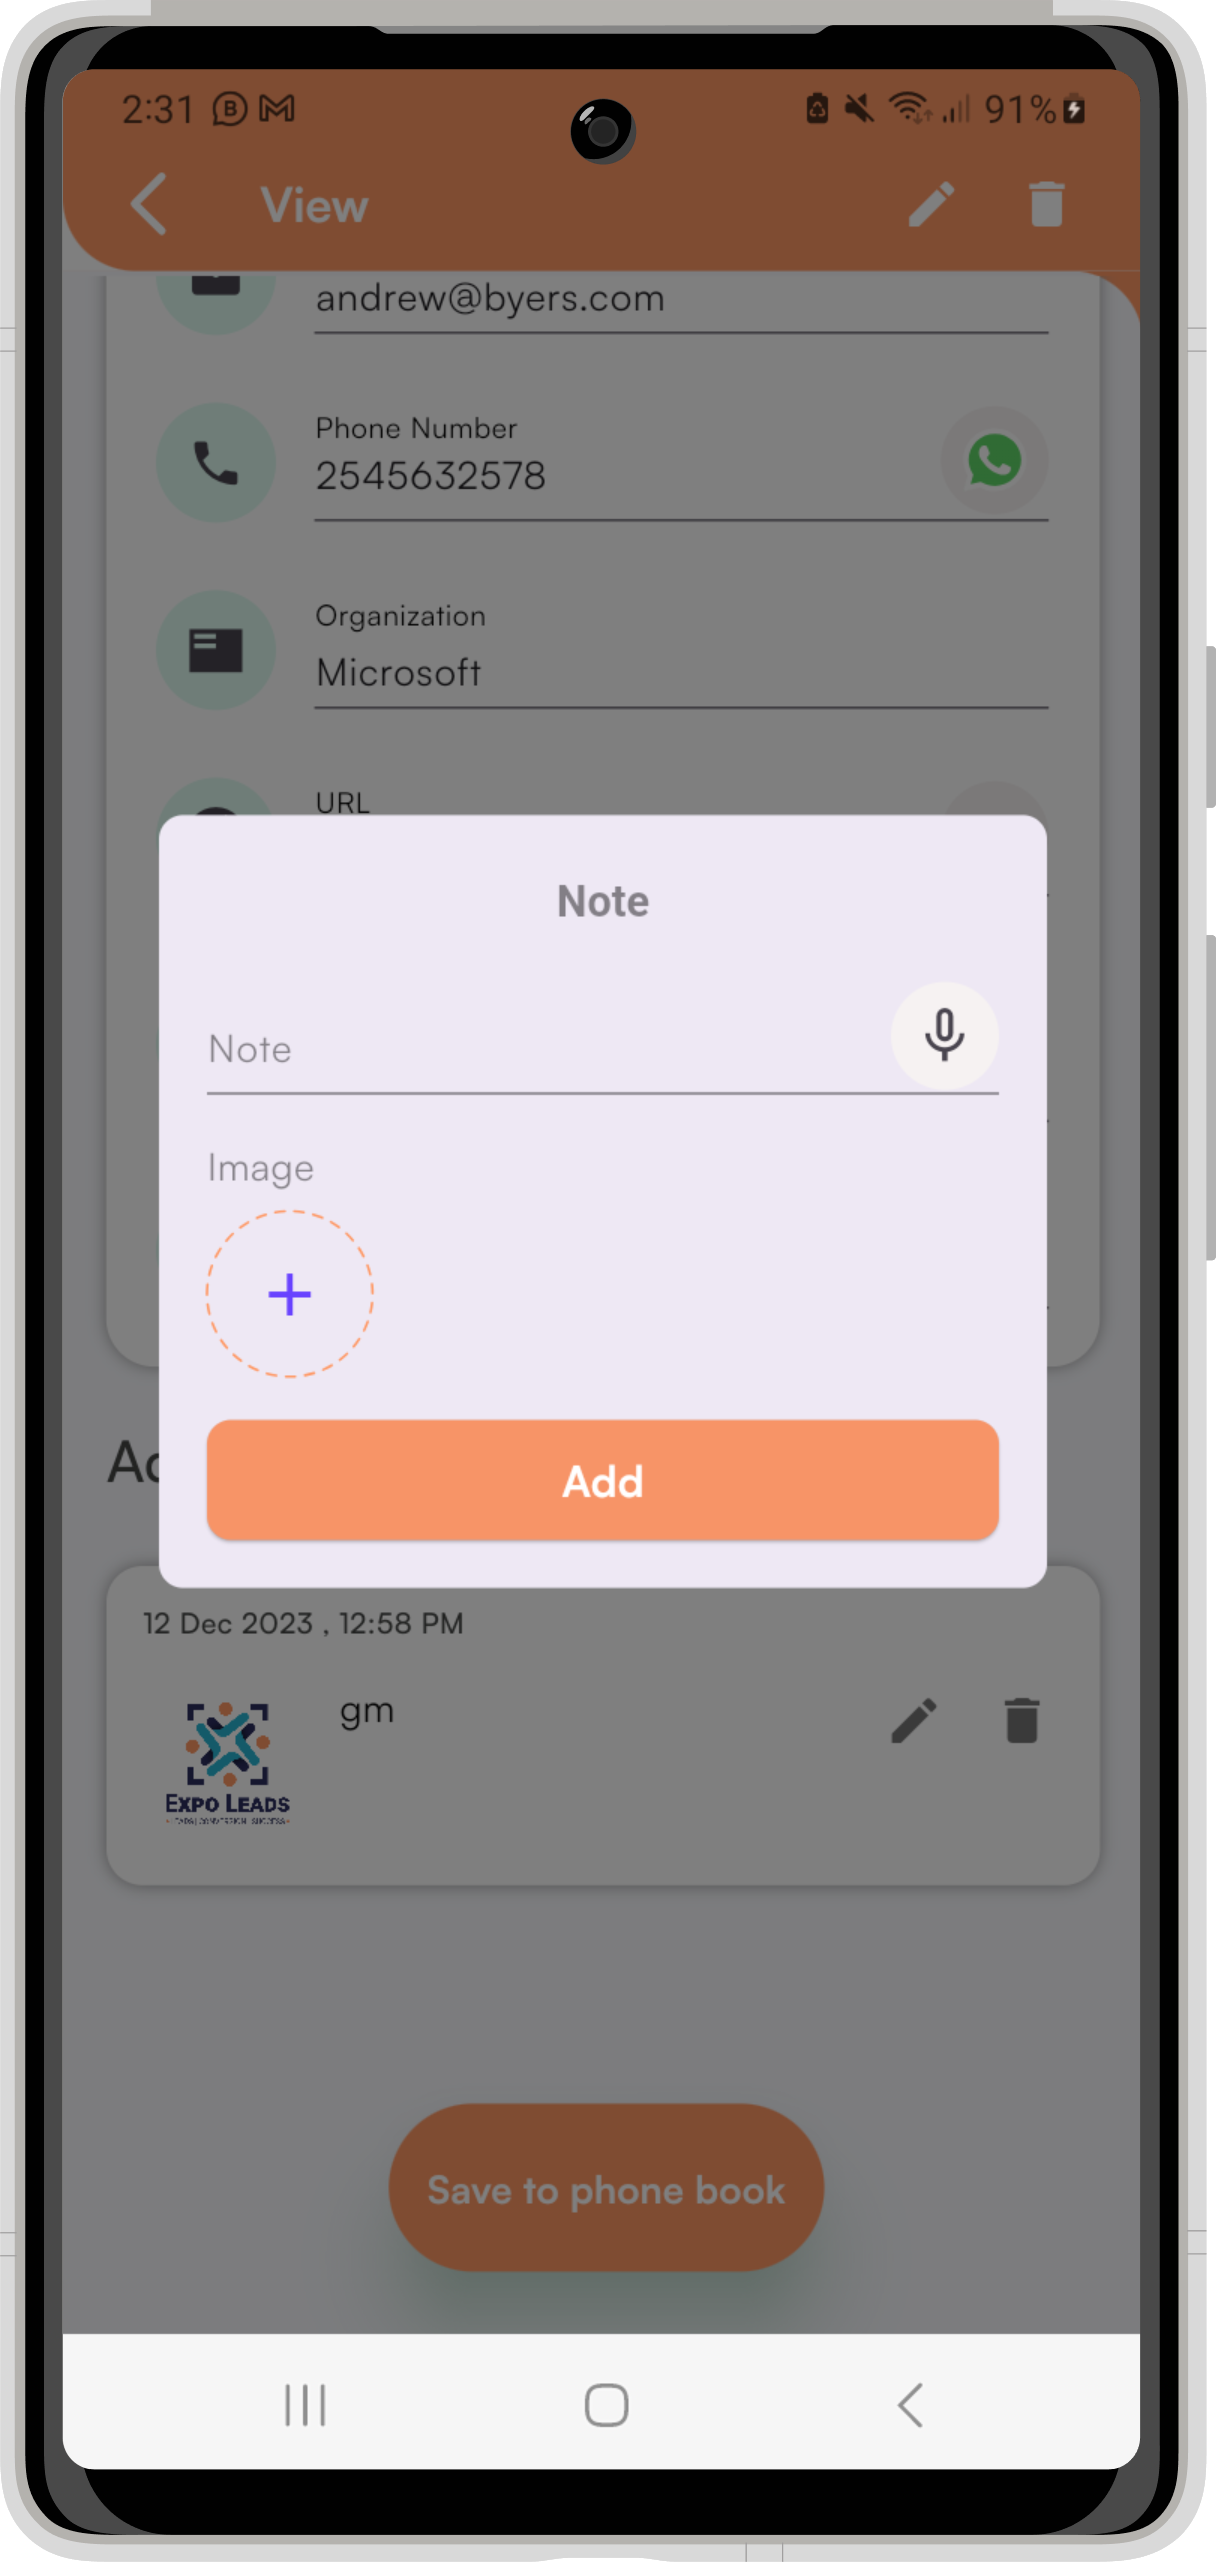 2:31
91%
View
andrew@byers.com
Phone Number
2545632578
Organization
Microsoft
URL
Note
Note
Image
Add
12 Dec 2023 , 12:58 PM
gm
EXPO LEADS
Save to phone book